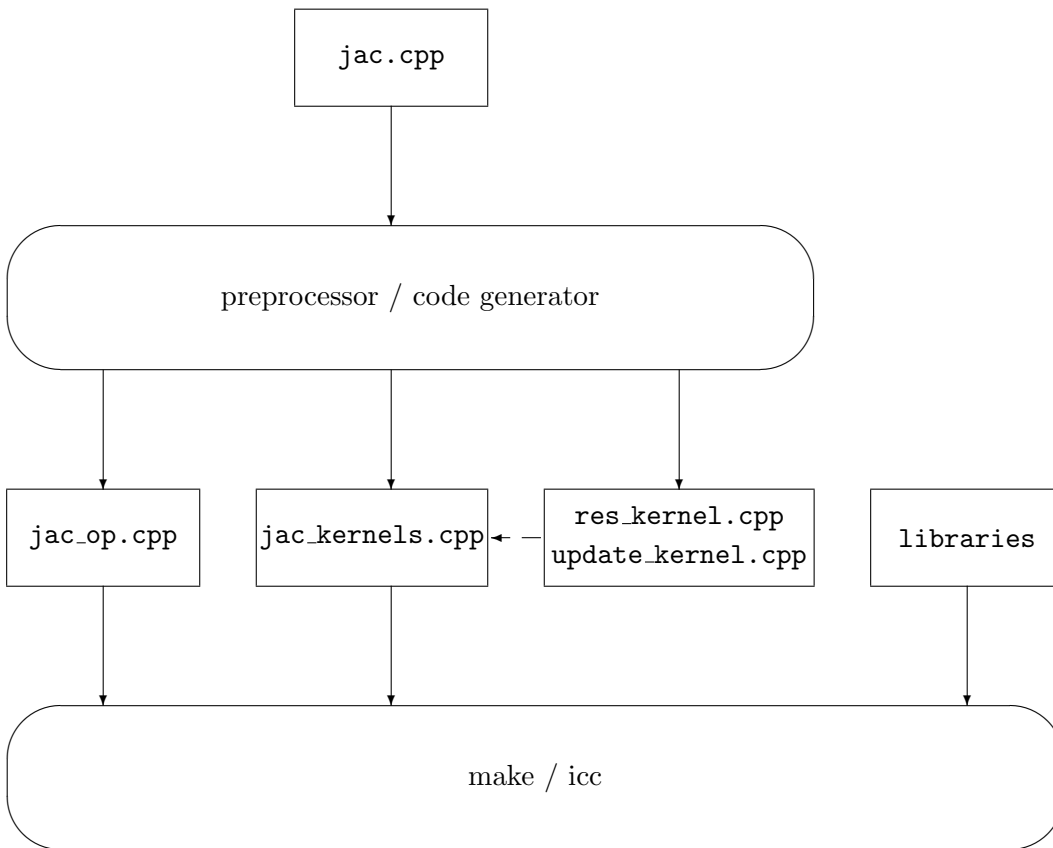 jac.cpp
preprocessor / code generator
jac_op.cpp
jac_kernels.cpp
res_kernel.cpp
update_kernel.cpp
libraries
make / icc